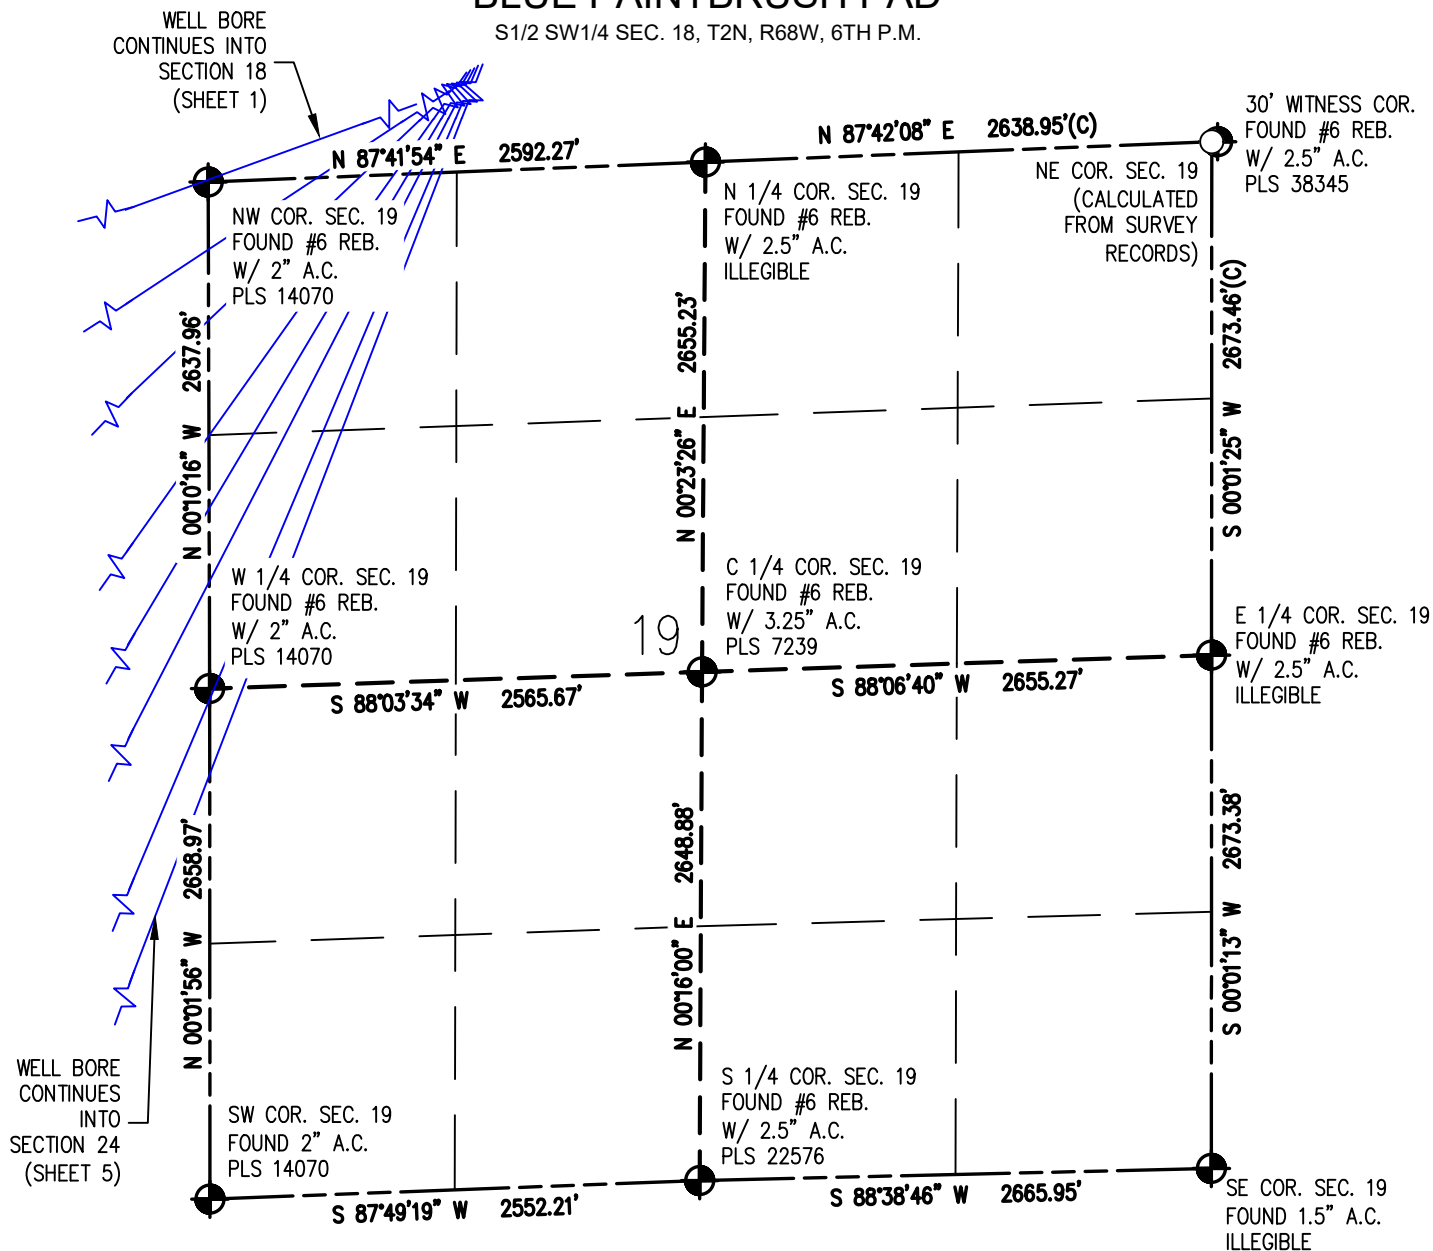 BLUE PAINTBRUSH PAD
S1/2 SW1/4 SEC. 18, T2N, R68W, 6TH P.M.
WELL BORE
CONTINUES INTO
SECTION 18
(SHEET 1)
N 87°41'54" E 2592.27'
N 87°42'08" E 2638.95'(C)
30' WITNESS COR.
FOUND #6 REB.
W/ 2.5" A.C.
PLS 38345
NE COR. SEC. 19
(CALCULATED
FROM SURVEY
RECORDS)
NW COR. SEC. 19
FOUND #6 REB.
W/ 2" A.C.
PLS 14070
N 1/4 COR. SEC. 19
FOUND #6 REB.
W/ 2.5" A.C.
ILLEGIBLE
N 00°10'16" W 2637.96'
N 00°23'26" E 2655.23'
S 00°01'25" W 2673.46'(C)
W 1/4 COR. SEC. 19
FOUND #6 REB.
W/ 2" A.C.
PLS 14070
19
C 1/4 COR. SEC. 19
FOUND #6 REB.
W/ 3.25" A.C.
PLS 7239
E 1/4 COR. SEC. 19
FOUND #6 REB.
W/ 2.5" A.C.
ILLEGIBLE
S 88°03'34" W 2565.67'
S 88°06'40" W 2655.27'
N 00°01'56" W 2658.97'
N 00°16'00" E 2648.88'
S 00°01'13" W 2673.38'
WELL BORE
CONTINUES
INTO
SECTION 24
(SHEET 5)
SW COR. SEC. 19
FOUND 2" A.C.
PLS 14070
S 1/4 COR. SEC. 19
FOUND #6 REB.
W/ 2.5" A.C.
PLS 22576
SE COR. SEC. 19
FOUND 1.5" A.C.
ILLEGIBLE
S 87°49'19" W 2552.21'
S 88°38'46" W 2665.95'